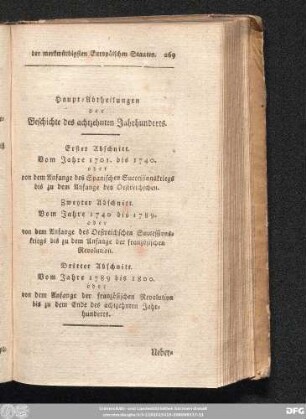 der merkwürdigsten Europäischen Staaten. 269
Haupt-Abtheilungen
der
Geschichte des achtzehnten Jahrhunderts.
Erster Abschnitt.
Vom Jahre 1701. bis 1740.
oder
von dem Anfange des Spanischen Successionskriegs
bis zu dem Anfange des Oestreichschen.
Zweyter Abschnitt.
Vom Jahre 1740 bis 1789.
oder
von dem Anfange des Oestreichschen Successions-
kriegs bis zu dem Anfange der französischen
Revolution.
Dritter Abschnitt.
Vom Jahre 1789 bis 1800.
oder
von dem Anfange der französischen Revolution
bis zu dem Ende des achtzehnten Jahr-
hunderts.
Ueber-